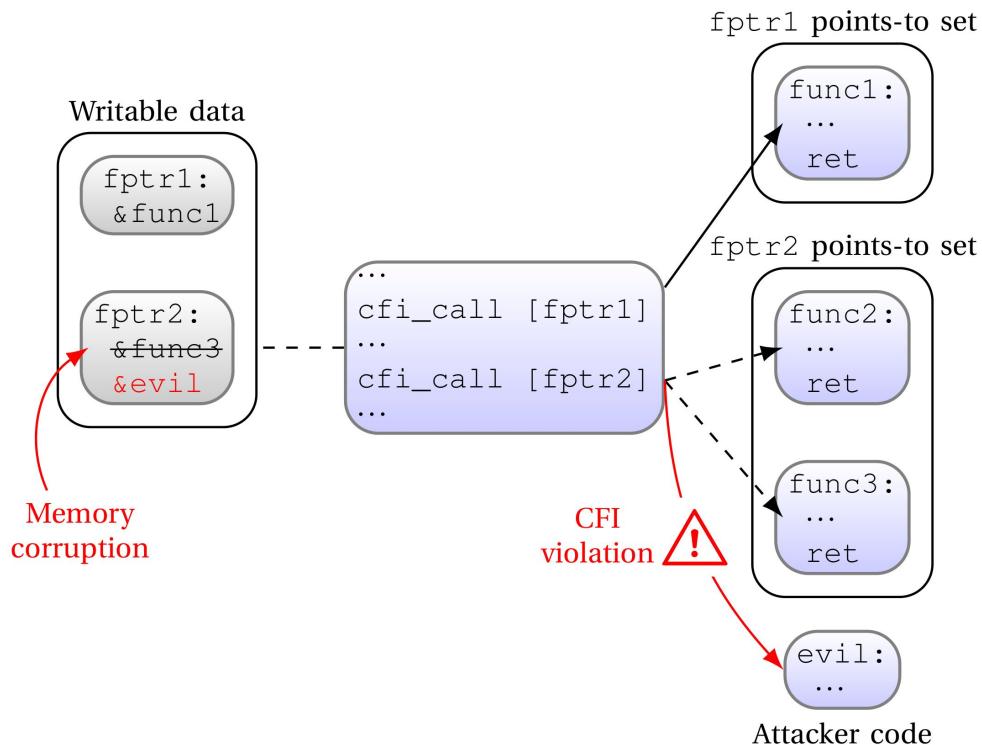 Writable data
fptr1:
&func1
fptr2:
&func3
&evil
Memory
corruption
...
cfi_call [fptr1]
...
cfi_call [fptr2]
...
CFI
violation
!
fptr1 points-to set
func1:
...
ret
fptr2 points-to set
func2:
...
ret
func3:
...
ret
evil:
...
Attacker code